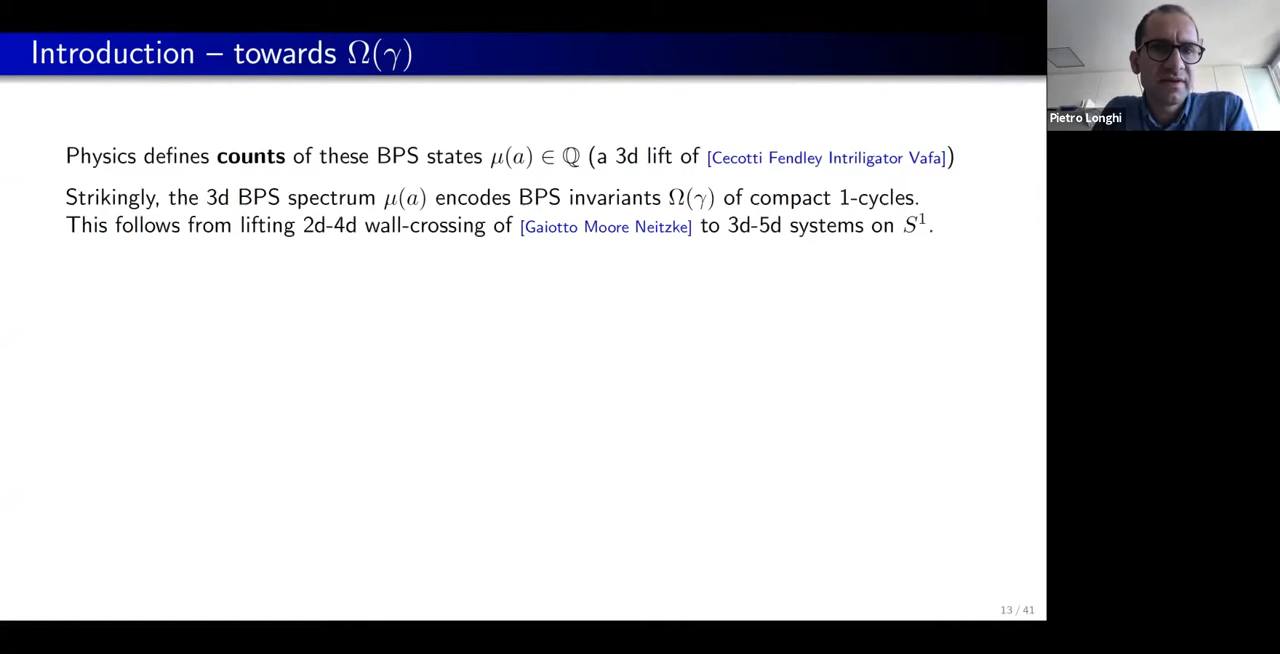 Introduction – towards Ω(γ)
Physics defines counts of these BPS states μ(a) ∈ ℚ (a 3d lift of [Cecotti Fendley Intriligator Vafa])
Strikingly, the 3d BPS spectrum μ(a) encodes BPS invariants Ω(γ) of compact 1-cycles.
This follows from lifting 2d-4d wall-crossing of [Gaiotto Moore Neitzke] to 3d-5d systems on S¹.
13 / 41
Pietro Longhi